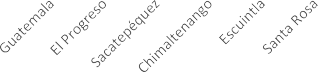 Guatemala
El Progreso
Sacatepéquez
Chimaltenango
Escuintla
Santa Rosa